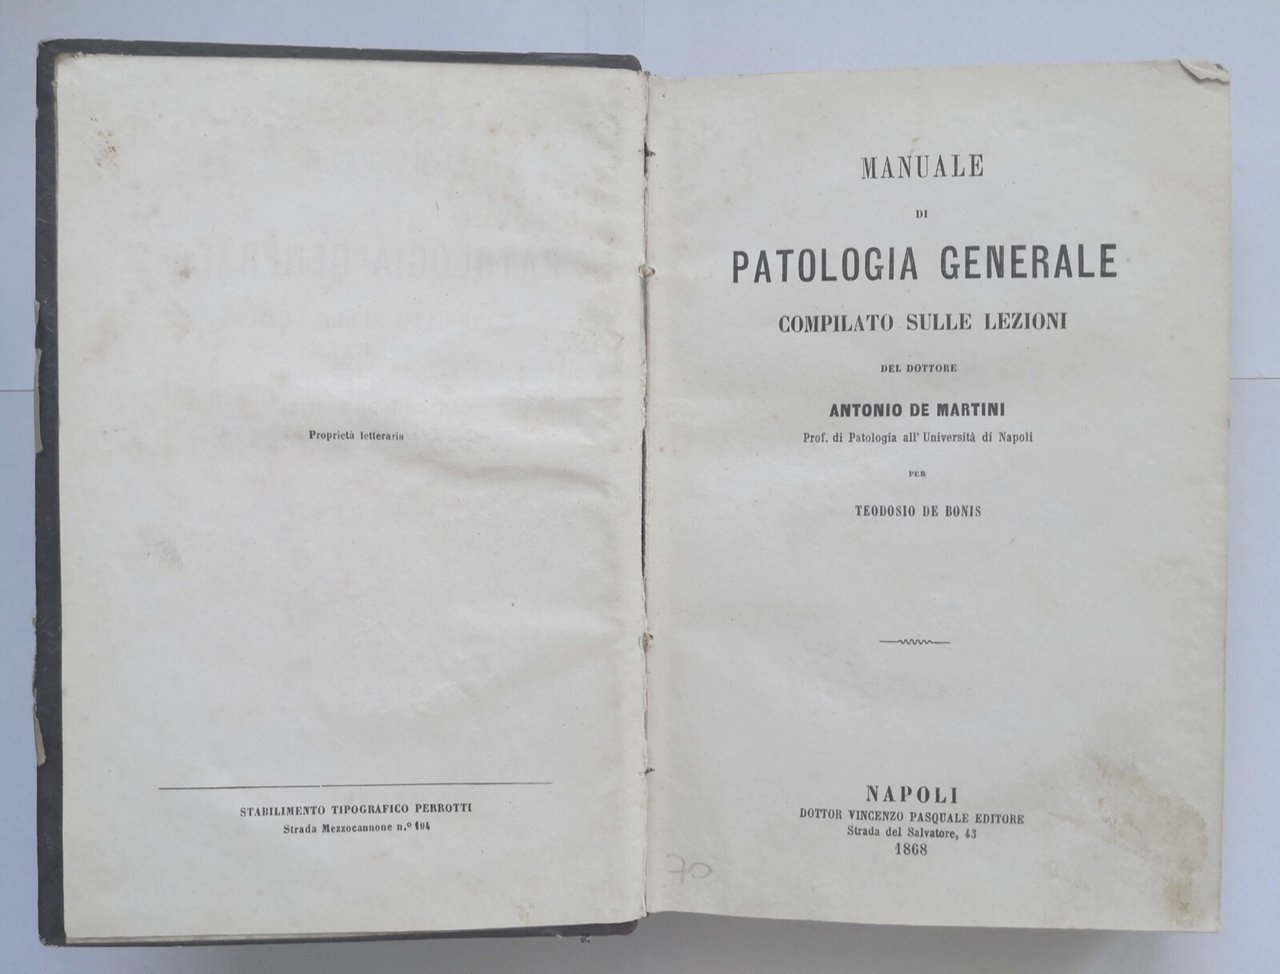 Proprietà letteraria
STABILIMENTO TIPOGRAFICO PERROTTI
Strada Mezzocannone n.º 104
MANUALE
DI
PATOLOGIA GENERALE
COMPILATO SULLE LEZIONI
DEL DOTTORE
ANTONIO DE MARTINI
Prof. di Patologia all' Università di Napoli
PER
TEODOSIO DE BONIS
NAPOLI
DOTTOR VINCENZO PASQUALE EDITORE
Strada del Salvatore, 43
1868
70